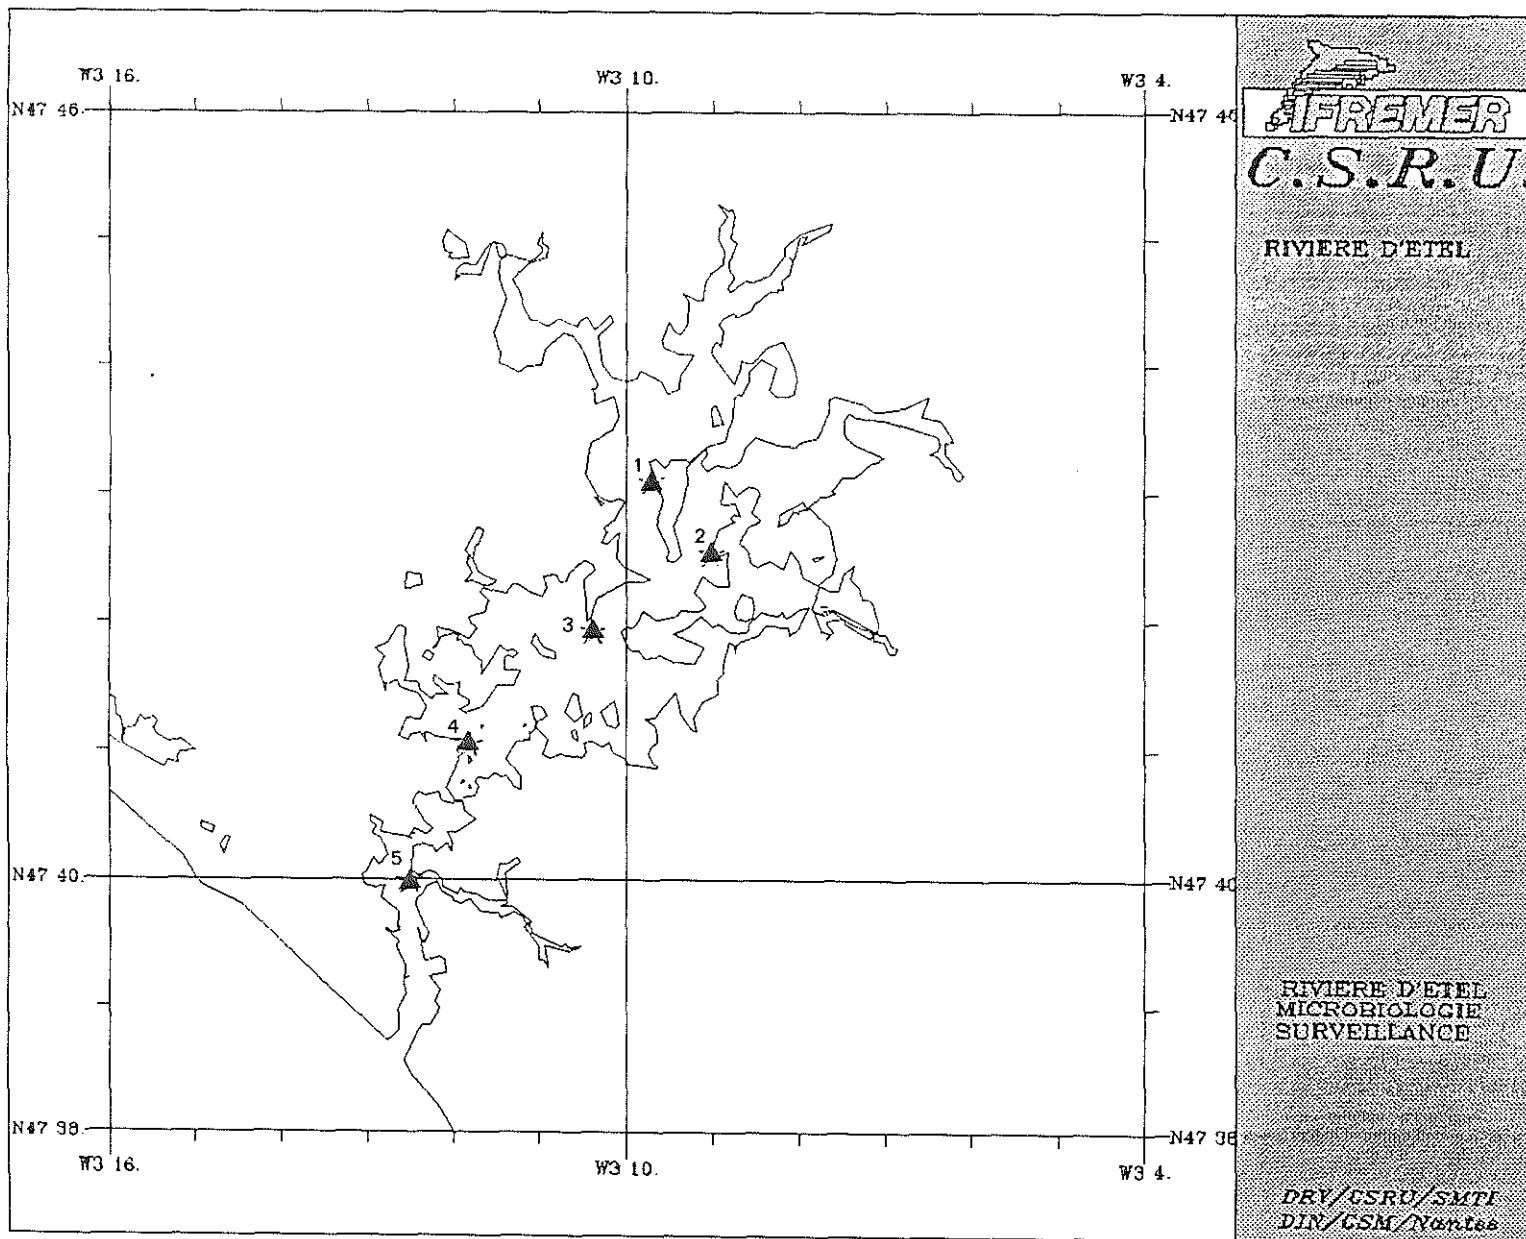 W3 16.
W3 10.
W3 4.
N47 46.
N47 46
IFREMER
C.S.R.U.
RIVIERE D'ETEL
1
2
3
4
5
N47 40.
N47 40
RIVIERE D'ETEL
MICROBIOLOGIE
SURVEILLANCE
N47 38.
N47 38
W3 16.
W3 10.
W3 4.
DRV/CSRU/SMTI
DIN/CSM/Nantes